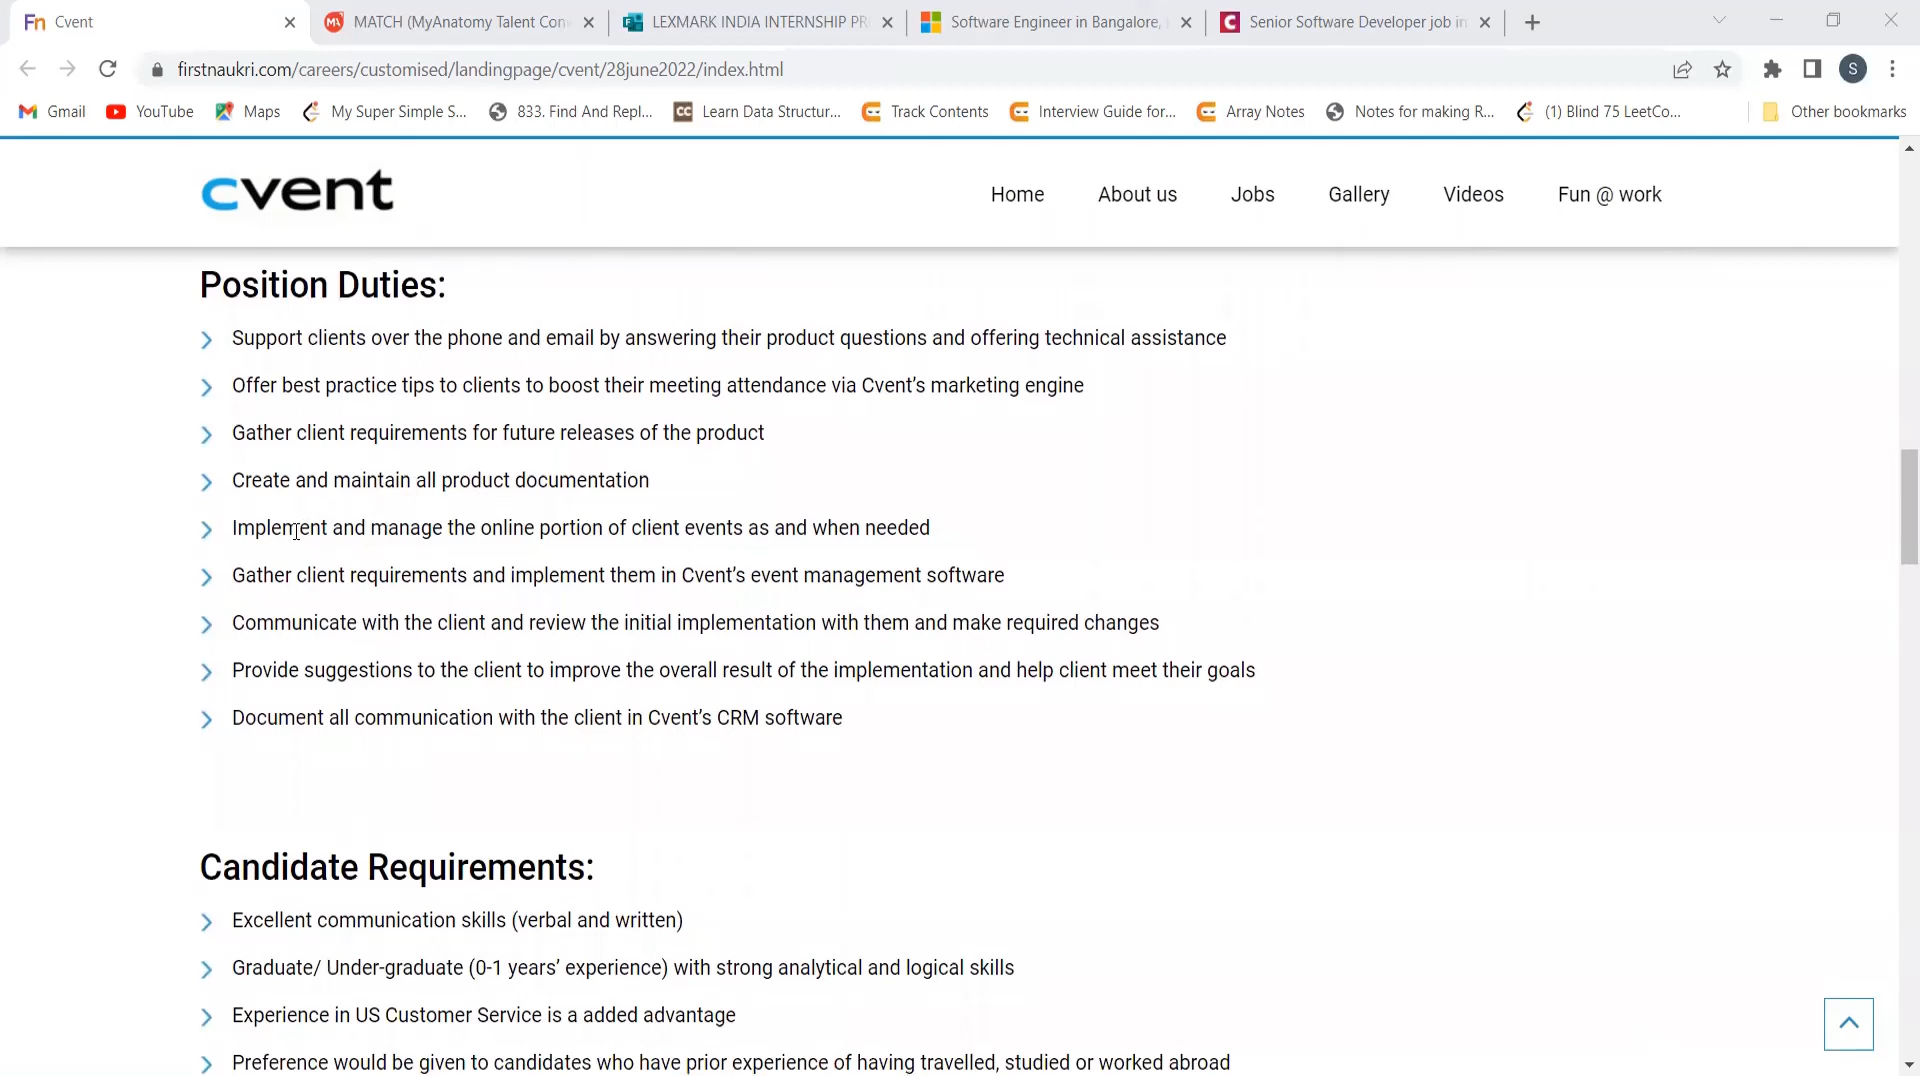 Fn Cvent
MATCH (MyAnatomy Talent Con
LEXMARK INDIA INTERNSHIP PR
Software Engineer in Bangalore,
Senior Software Developer job in
firstnaukri.com/careers/customised/landingpage/cvent/28june2022/index.html
S
Gmail
YouTube
Maps
My Super Simple S...
833. Find And Repl...
CC Learn Data Structur...
Track Contents
Interview Guide for...
Array Notes
Notes for making R...
(1) Blind 75 LeetCo...
Other bookmarks
cvent
Home
About us
Jobs
Gallery
Videos
Fun @ work
Position Duties:
Support clients over the phone and email by answering their product questions and offering technical assistance
Offer best practice tips to clients to boost their meeting attendance via Cvent’s marketing engine
Gather client requirements for future releases of the product
Create and maintain all product documentation
Implement and manage the online portion of client events as and when needed
Gather client requirements and implement them in Cvent’s event management software
Communicate with the client and review the initial implementation with them and make required changes
Provide suggestions to the client to improve the overall result of the implementation and help client meet their goals
Document all communication with the client in Cvent’s CRM software
Candidate Requirements:
Excellent communication skills (verbal and written)
Graduate/ Under-graduate (0-1 years’ experience) with strong analytical and logical skills
Experience in US Customer Service is a added advantage
Preference would be given to candidates who have prior experience of having travelled, studied or worked abroad